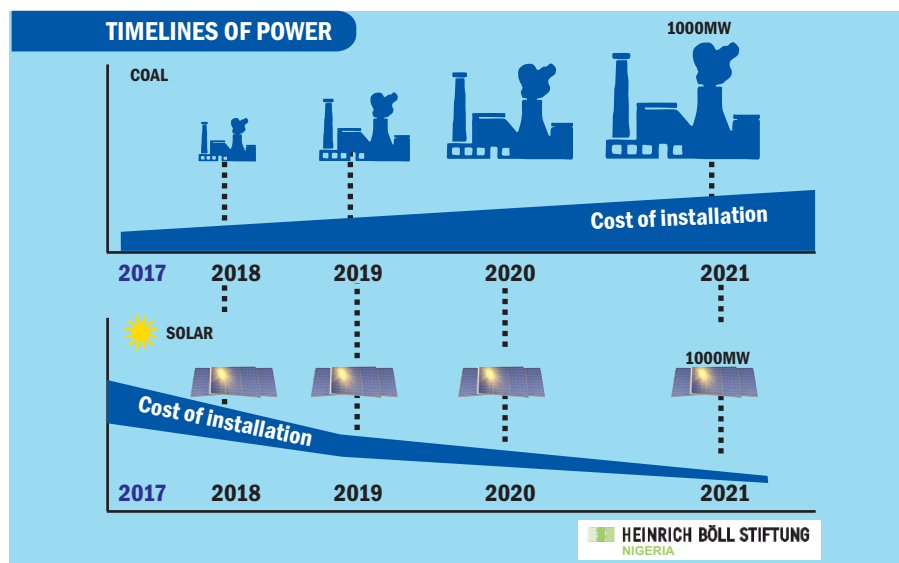 TIMELINES OF POWER
1000MW
COAL
Cost of installation
2017 2018 2019 2020 2021
SOLAR
1000MW
Cost of installation
2017 2018 2019 2020 2021
HEINRICH BÖLL STIFTUNG
NIGERIA